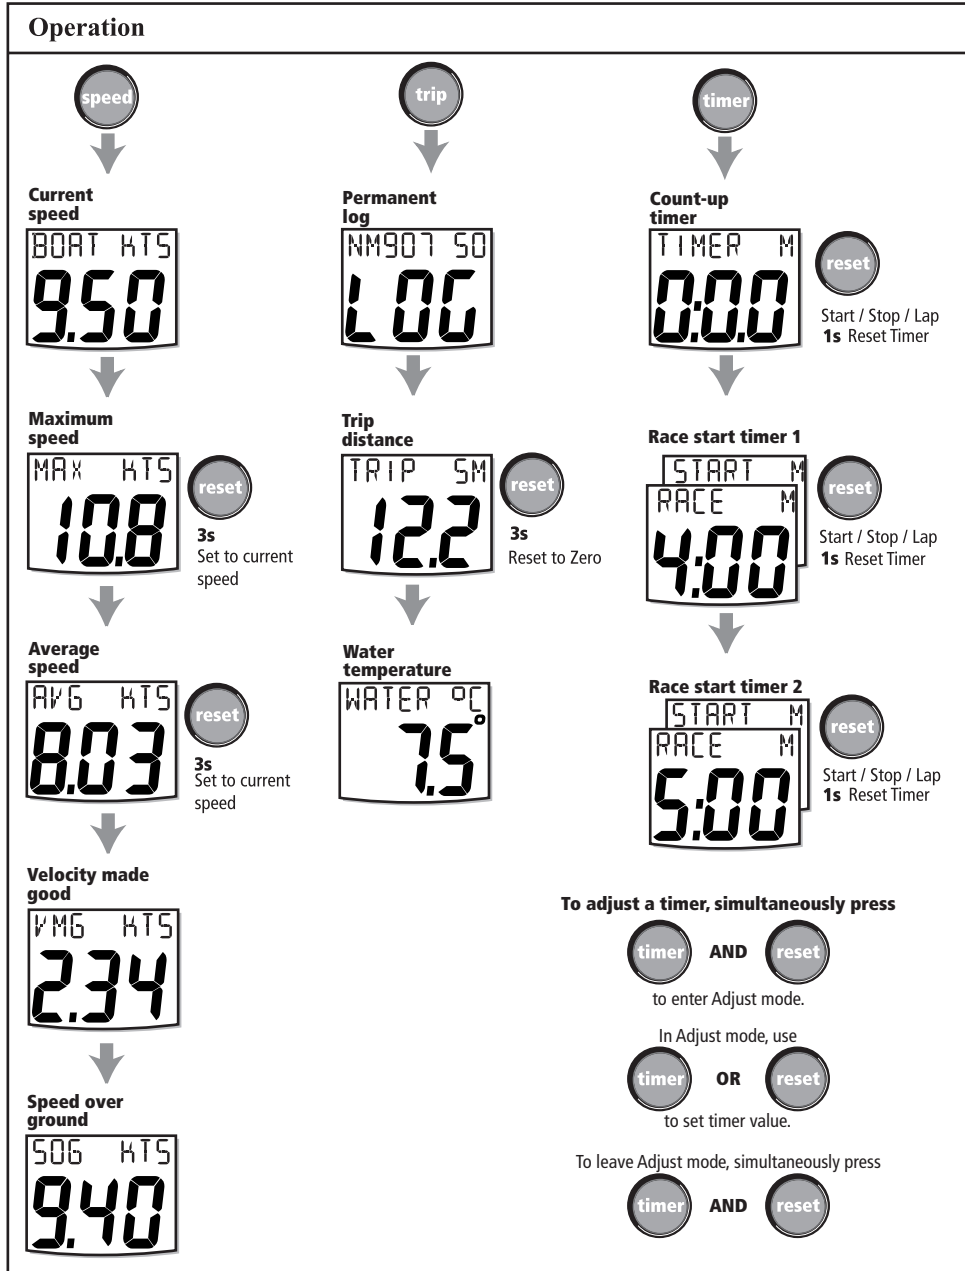 Operation
speed
Current
speed
BOAT KTS
9.50
Maximum
speed
MAX KTS
10.8
reset
3s
Set to current
speed
Average
speed
AVG KTS
8.03
reset
3s
Set to current
speed
Velocity made
good
VMG KTS
2.34
Speed over
ground
SOG KTS
9.40
trip
Permanent
log
NM907 50
LOG
Trip
distance
TRIP SM
12.2
reset
3s
Reset to Zero
Water
temperature
WATER °C
7.5°
timer
Count-up
timer
TIMER M
0:0.0
reset
Start / Stop / Lap
1s Reset Timer
Race start timer 1
START M
RACE M
4:00
reset
Start / Stop / Lap
1s Reset Timer
Race start timer 2
START M
RACE M
5:00
reset
Start / Stop / Lap
1s Reset Timer
To adjust a timer, simultaneously press
timer AND reset
to enter Adjust mode.
In Adjust mode, use
timer OR reset
to set timer value.
To leave Adjust mode, simultaneously press
timer AND reset